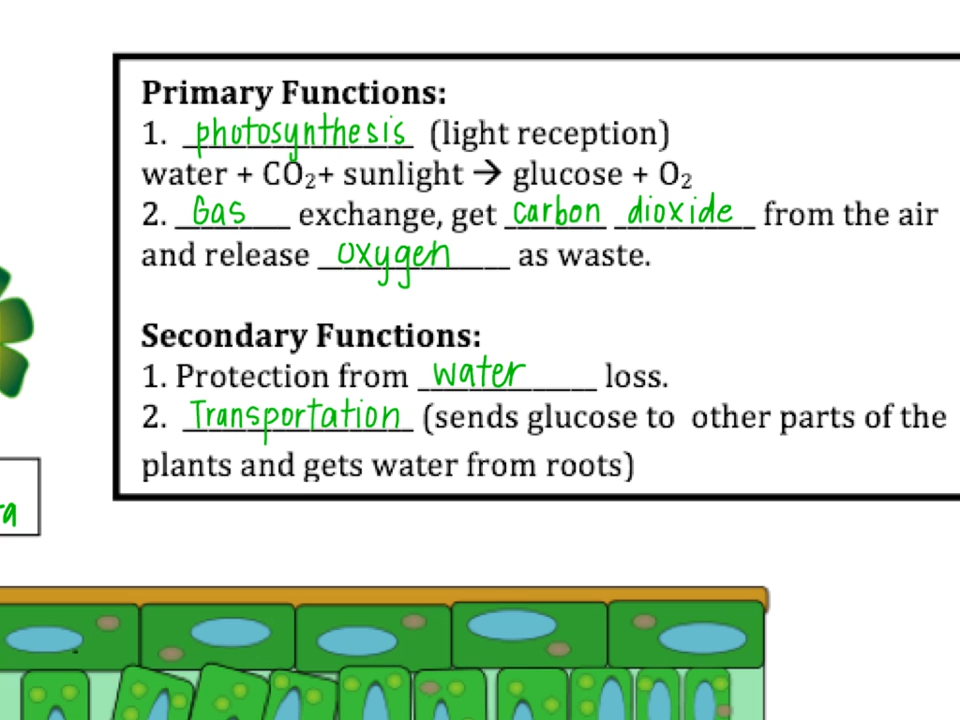 Primary Functions:
1. photosynthesis (light reception)
water + CO₂+ sunlight → glucose + O₂
2. Gas exchange, get carbon dioxide from the air
and release oxygen as waste.
Secondary Functions:
1. Protection from water loss.
2. Transportation (sends glucose to other parts of the
plants and gets water from roots)